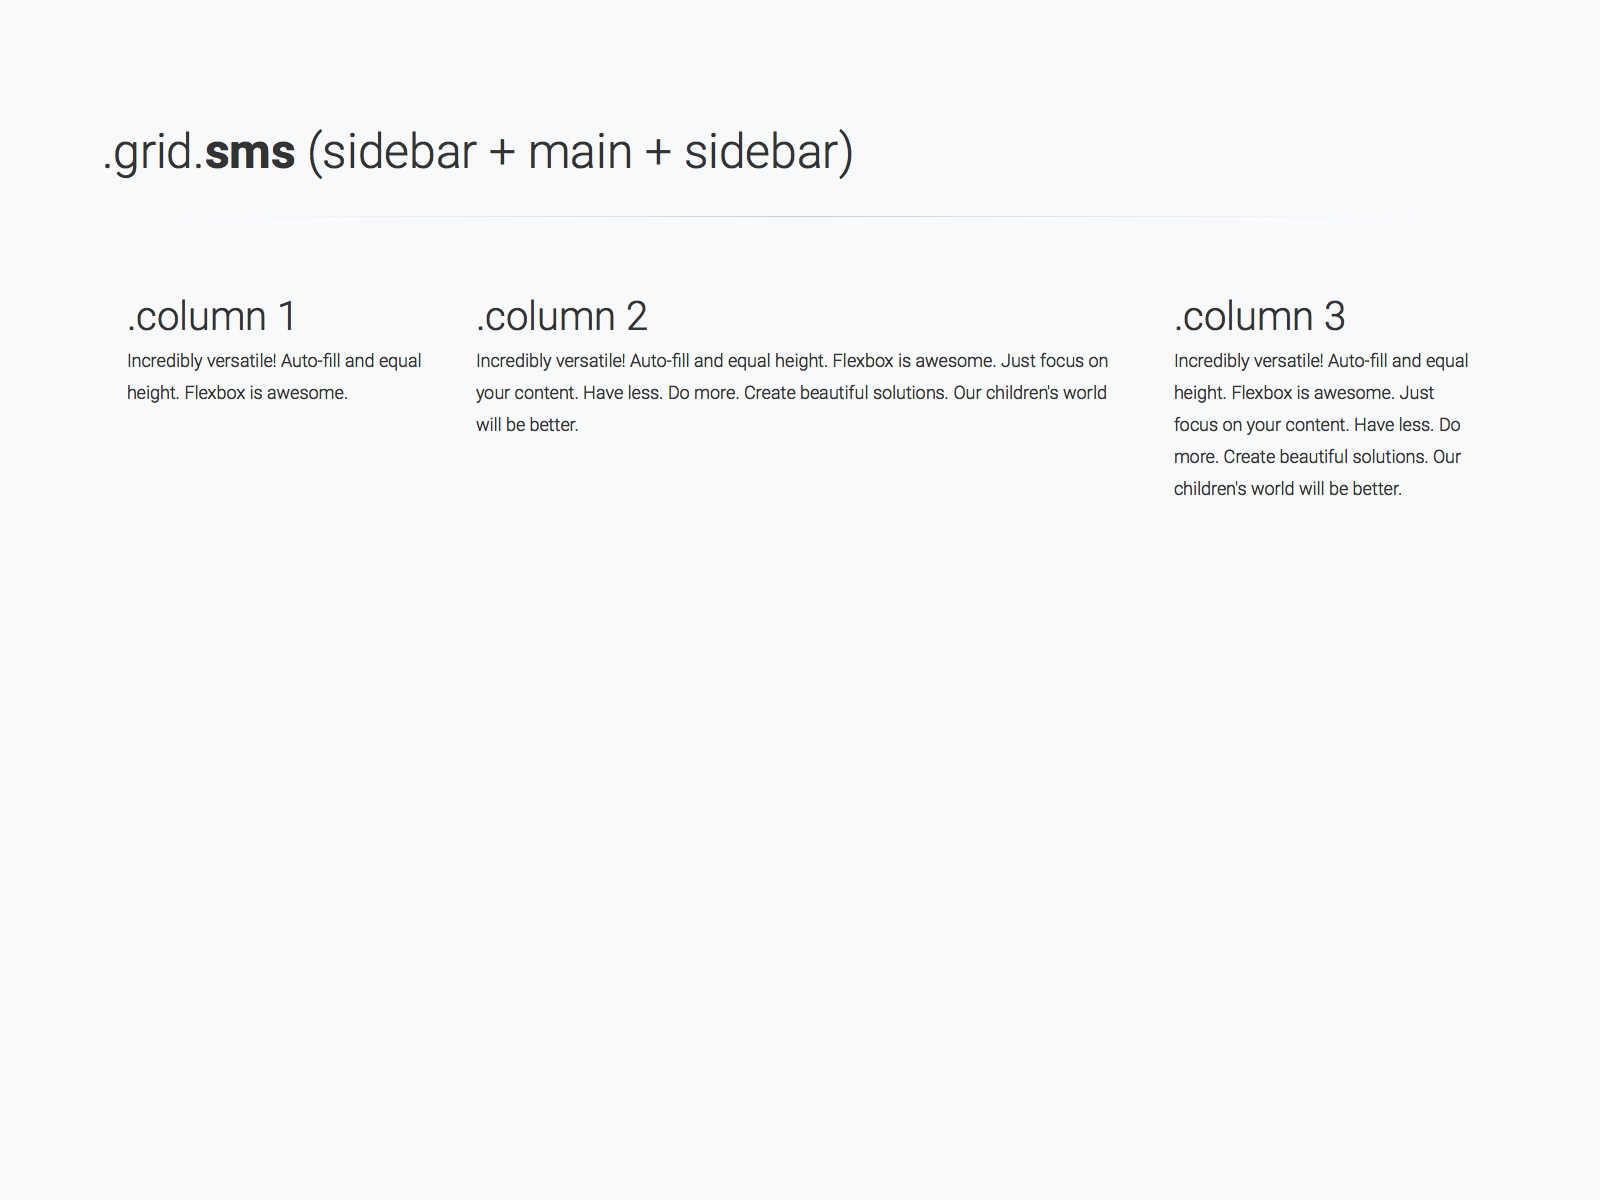 .grid.sms (sidebar + main + sidebar)
.column 1
Incredibly versatile! Auto-fill and equal
height. Flexbox is awesome.
.column 2
Incredibly versatile! Auto-fill and equal height. Flexbox is awesome. Just focus on
your content. Have less. Do more. Create beautiful solutions. Our children's world
will be better.
.column 3
Incredibly versatile! Auto-fill and equal
height. Flexbox is awesome. Just
focus on your content. Have less. Do
more. Create beautiful solutions. Our
children's world will be better.